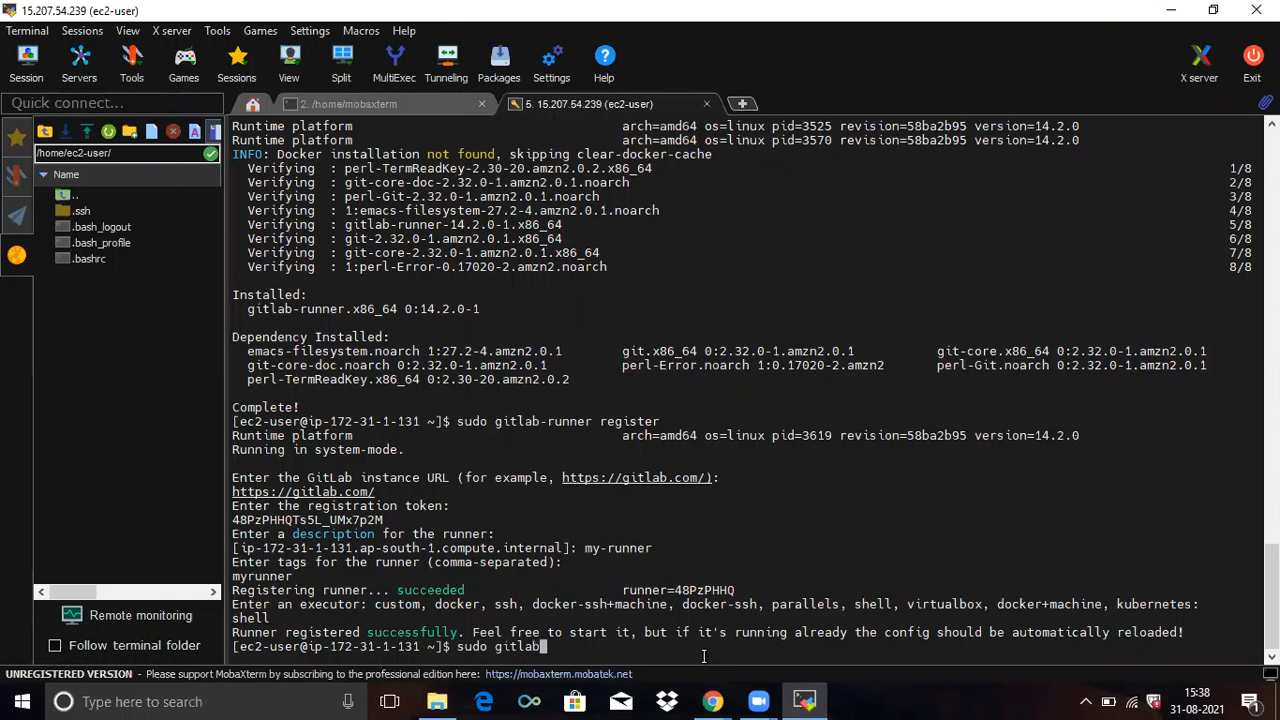 15.207.54.239 (ec2-user)
Terminal Sessions View X server Tools Games Settings Macros Help
Session Servers Tools Games Sessions View Split MultiExec Tunneling Packages Settings Help X server Exit
Quick connect...
2. /home/mobaxterm
5. 15.207.54.239 (ec2-user)
/home/ec2-user/
Name
..
.ssh
.bash_logout
.bash_profile
.bashrc
Remote monitoring
Follow terminal folder
Runtime platform arch=amd64 os=linux pid=3525 revision=58ba2b95 version=14.2.0
Runtime platform arch=amd64 os=linux pid=3570 revision=58ba2b95 version=14.2.0
INFO: Docker installation not found, skipping clear-docker-cache
Verifying : perl-TermReadKey-2.30-20.amzn2.0.2.x86_64 1/8
Verifying : git-core-doc-2.32.0-1.amzn2.0.1.noarch 2/8
Verifying : perl-Git-2.32.0-1.amzn2.0.1.noarch 3/8
Verifying : 1:emacs-filesystem-27.2-4.amzn2.0.1.noarch 4/8
Verifying : gitlab-runner-14.2.0-1.x86_64 5/8
Verifying : git-2.32.0-1.amzn2.0.1.x86_64 6/8
Verifying : git-core-2.32.0-1.amzn2.0.1.x86_64 7/8
Verifying : 1:perl-Error-0.17020-2.amzn2.noarch 8/8
Installed:
gitlab-runner.x86_64 0:14.2.0-1
Dependency Installed:
emacs-filesystem.noarch 1:27.2-4.amzn2.0.1 git.x86_64 0:2.32.0-1.amzn2.0.1 git-core.x86_64 0:2.32.0-1.amzn2.0.1
git-core-doc.noarch 0:2.32.0-1.amzn2.0.1 perl-Error.noarch 1:0.17020-2.amzn2 perl-Git.noarch 0:2.32.0-1.amzn2.0.1
perl-TermReadKey.x86_64 0:2.30-20.amzn2.0.2
Complete!
[ec2-user@ip-172-31-1-131 ~]$ sudo gitlab-runner register
Runtime platform arch=amd64 os=linux pid=3619 revision=58ba2b95 version=14.2.0
Running in system-mode.
Enter the GitLab instance URL (for example, https://gitlab.com/):
https://gitlab.com/
Enter the registration token:
48PzPHHQTs5L_UMx7p2M
Enter a description for the runner:
[ip-172-31-1-131.ap-south-1.compute.internal]: my-runner
Enter tags for the runner (comma-separated):
myrunner
Registering runner... succeeded runner=48PzPHHQ
Enter an executor: custom, docker, ssh, docker-ssh+machine, docker-ssh, parallels, shell, virtualbox, docker+machine, kubernetes:
shell
Runner registered successfully. Feel free to start it, but if it's running already the config should be automatically reloaded!
[ec2-user@ip-172-31-1-131 ~]$ sudo gitlab
UNREGISTERED VERSION - Please support MobaXterm by subscribing to the professional edition here: https://mobaxterm.mobatek.net
Type here to search
15:38
31-08-2021
1